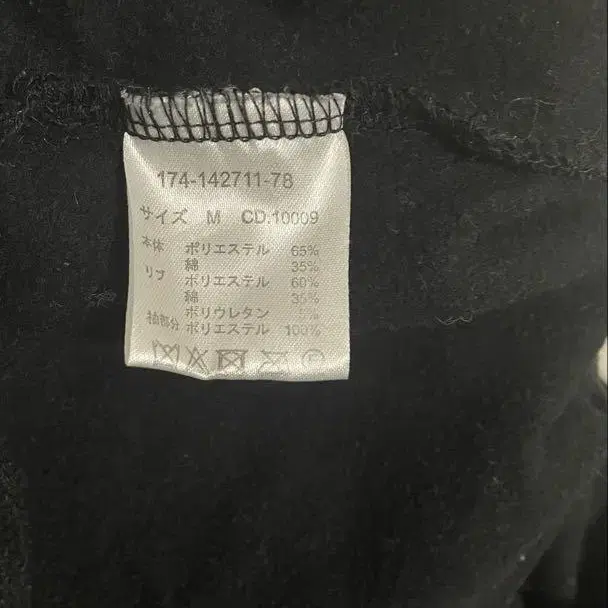 174-142711-78
サイズ M CD.10009
本体 ポリエステル 65%
綿 35%
リブ ポリエステル 60%
綿 35%
ポリウレタン 5%
袖部分 ポリエステル 100%